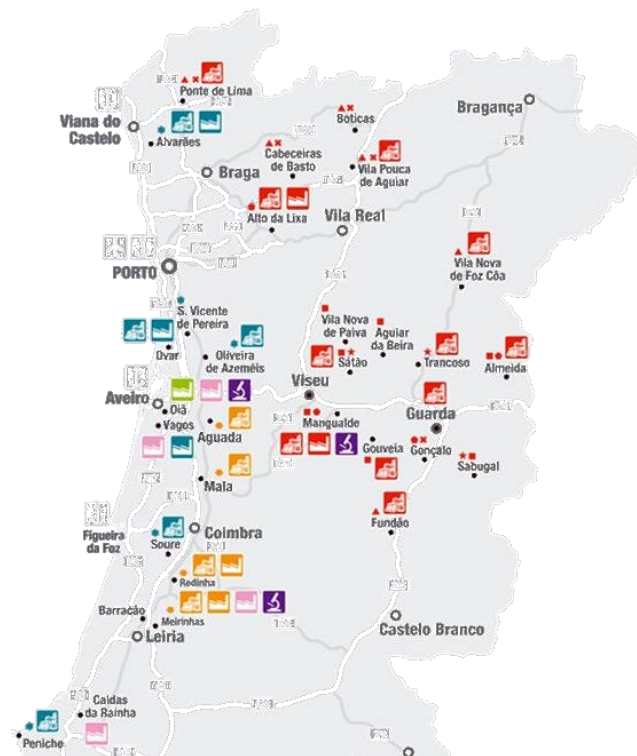 Ponte de Lima
Viana do
Castelo
Alvarães
Boticas
Bragança
Braga
Cabeceiras
de Basto
Vila Pouca
de Aguiar
Alto da Lixa
Vila Real
PORTO
Vila Nova
de Foz Côa
S. Vicente
de Pereira
Ovar
Oliveira
de Azeméis
Vila Nova
de Paiva
Aguiar
da Beira
Sátão
Trancoso
Almeida
Viseu
Aveiro
Oiã
Vagos
Aguada
Mangualde
Guarda
Gouveia
Gonçalo
Sabugal
Mala
Fundão
Figueira
da Foz
Coimbra
Soure
Redinha
Barracão
Meirinhas
Leiria
Castelo Branco
Caldas
da Rainha
Peniche